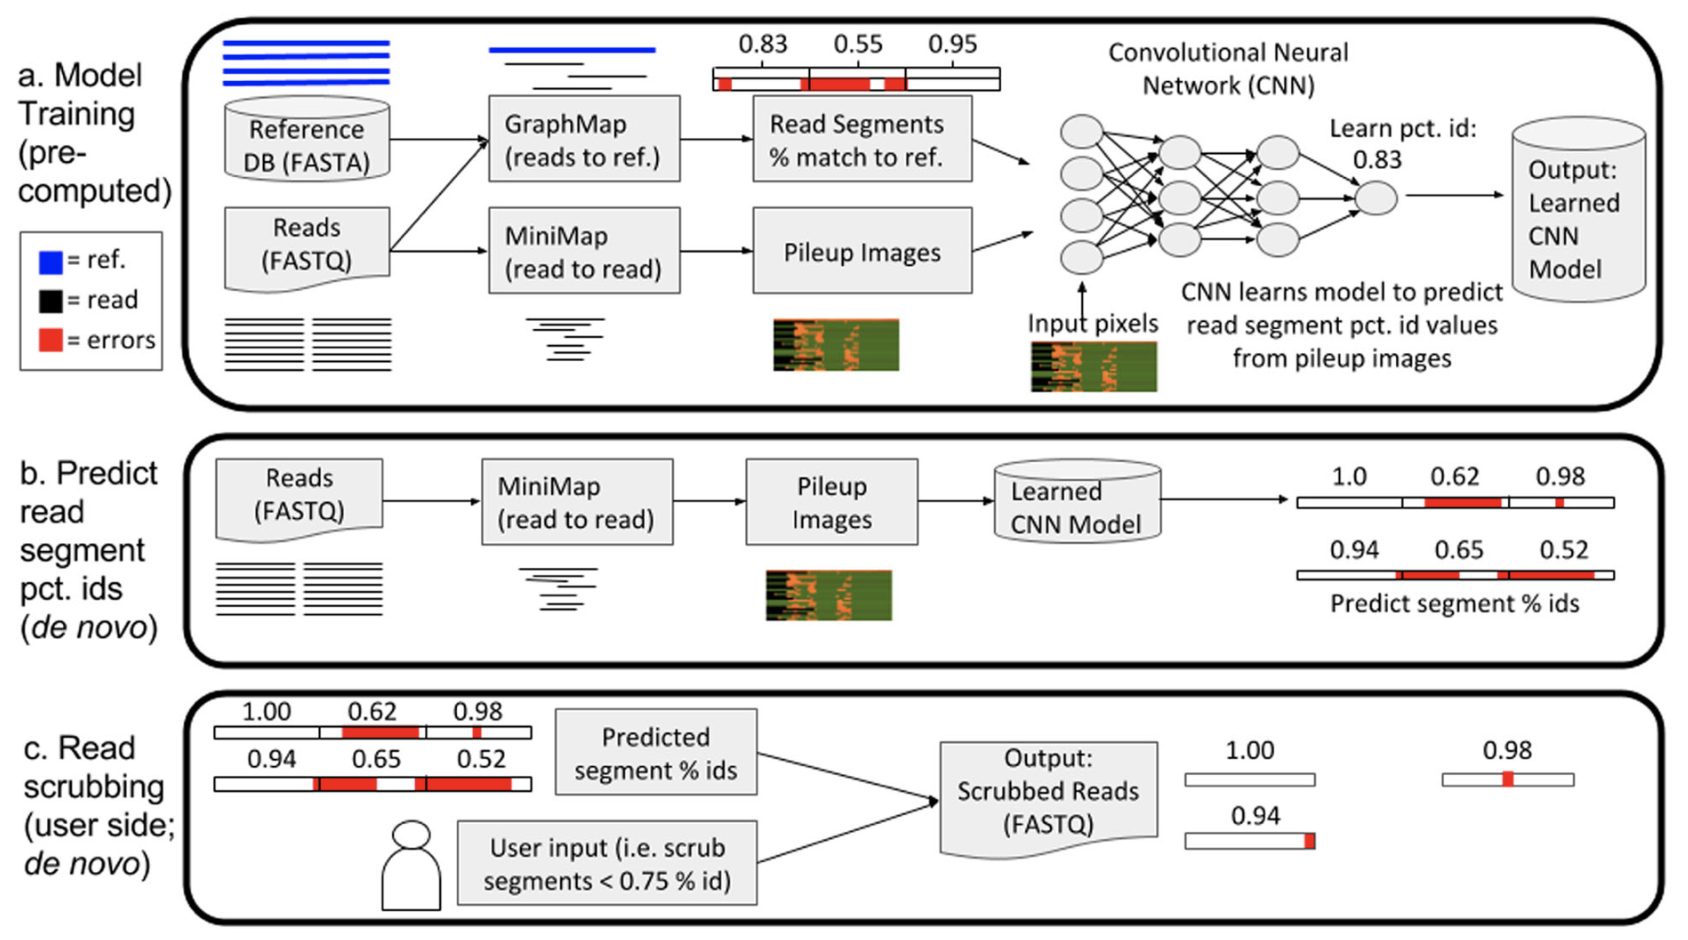 a. Model
Training
(pre-
computed)
= ref.
= read
= errors
Reference
DB (FASTA)
Reads
(FASTQ)
GraphMap
(reads to ref.)
MiniMap
(read to read)
0.83 0.55 0.95
Read Segments
% match to ref.
Pileup Images
Convolutional Neural
Network (CNN)
Learn pct. id:
0.83
Input pixels
CNN learns model to predict
read segment pct. id values
from pileup images
Output:
Learned
CNN
Model
b. Predict
read
segment
pct. ids
(de novo)
Reads
(FASTQ)
MiniMap
(read to read)
Pileup
Images
Learned
CNN Model
1.0 0.62 0.98
0.94 0.65 0.52
Predict segment % ids
c. Read
scrubbing
(user side;
de novo)
1.00 0.62 0.98
0.94 0.65 0.52
Predicted
segment % ids
User input (i.e. scrub
segments < 0.75 % id)
Output:
Scrubbed Reads
(FASTQ)
1.00 0.98
0.94